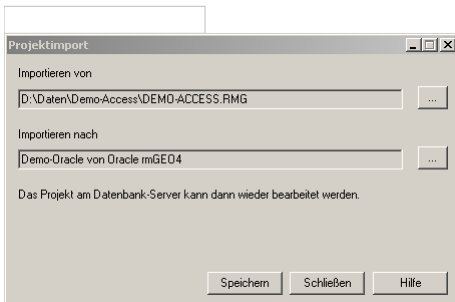 Projektimport
Importieren von
D:\Daten\Demo-Access\DEMO-ACCESS.RMG
...
Importieren nach
Demo-Oracle von Oracle rmGEO4
...
Das Projekt am Datenbank-Server kann dann wieder bearbeitet werden.
Speichern Schließen Hilfe